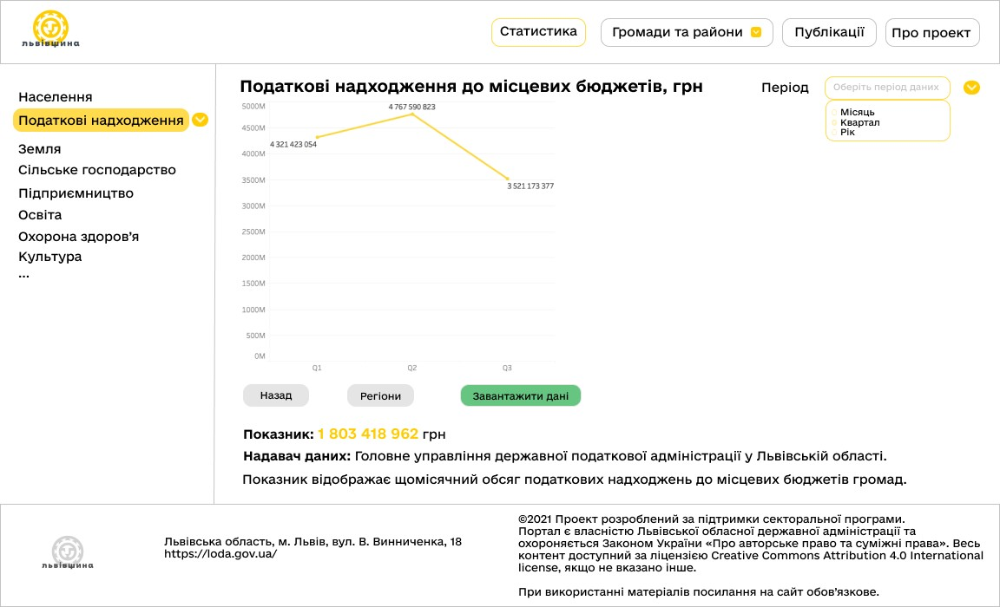 львівщина
Статистика
Громади та райони
Публікації
Про проект
Населення
Податкові надходження
Земля
Сільське господарство
Підприємництво
Освіта
Охорона здоров’я
Культура
...
Податкові надходження до місцевих бюджетів, грн
Період
Оберіть період даних
Місяць
Квартал
Рік
5000M
4500M
4000M
3500M
3000M
2500M
2000M
1500M
1000M
500M
0M
4 321 423 054
4 767 590 823
3 521 173 377
Q1
Q2
Q3
Назад
Регіони
Завантажити дані
Показник: 1 803 418 962 грн
Надавач даних: Головне управління державної податкової адміністрації у Львівській області.
Показник відображає щомісячний обсяг податкових надходжень до місцевих бюджетів громад.
львівщина
Львівська область, м. Львів, вул. В. Винниченка, 18
https://loda.gov.ua/
©2021 Проект розроблений за підтримки секторальної програми.
Портал є власністю Львівської обласної державної адміністрації та
охороняється Законом України «Про авторське право та суміжні права». Весь
контент доступний за ліцензією Creative Commons Attribution 4.0 International
license, якщо не вказано інше.
При використанні матеріалів посилання на сайт обов’язкове.